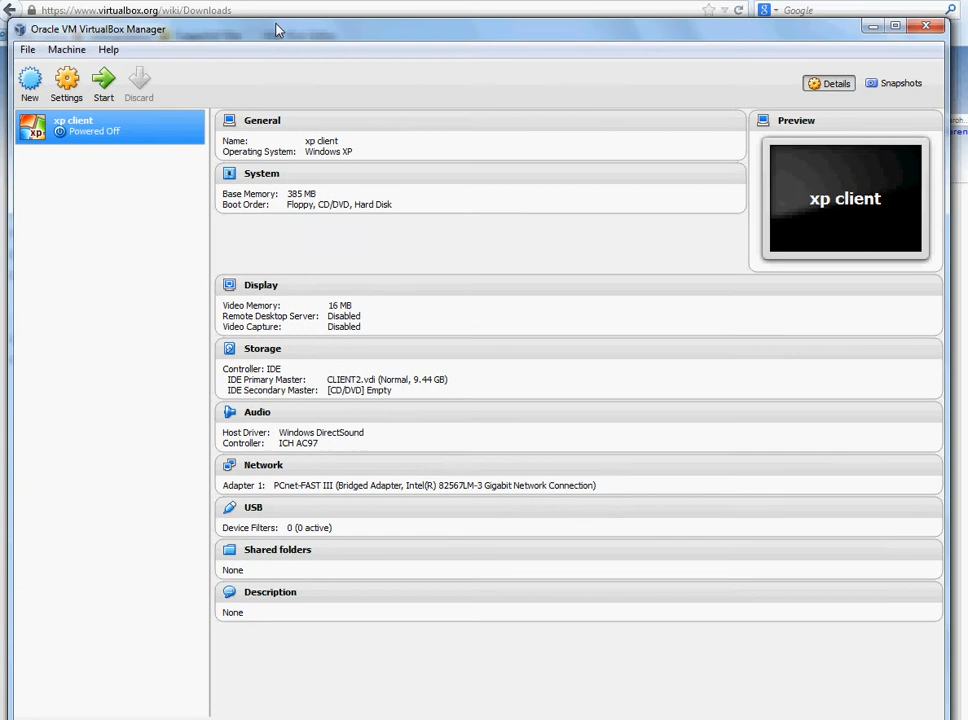 https://www.virtualbox.org/wiki/Downloads
Google
Oracle VM VirtualBox Manager
File Machine Help
New Settings Start Discard
Details Snapshots
xp client
Powered Off
xp
General
Name: xp client
Operating System: Windows XP
System
Base Memory: 385 MB
Boot Order: Floppy, CD/DVD, Hard Disk
Preview
xp client
Display
Video Memory: 16 MB
Remote Desktop Server: Disabled
Video Capture: Disabled
Storage
Controller: IDE
IDE Primary Master: CLIENT2.vdi (Normal, 9.44 GB)
IDE Secondary Master: [CD/DVD] Empty
Audio
Host Driver: Windows DirectSound
Controller: ICH AC97
Network
Adapter 1: PCnet-FAST III (Bridged Adapter, Intel(R) 82567LM-3 Gigabit Network Connection)
USB
Device Filters: 0 (0 active)
Shared folders
None
Description
None